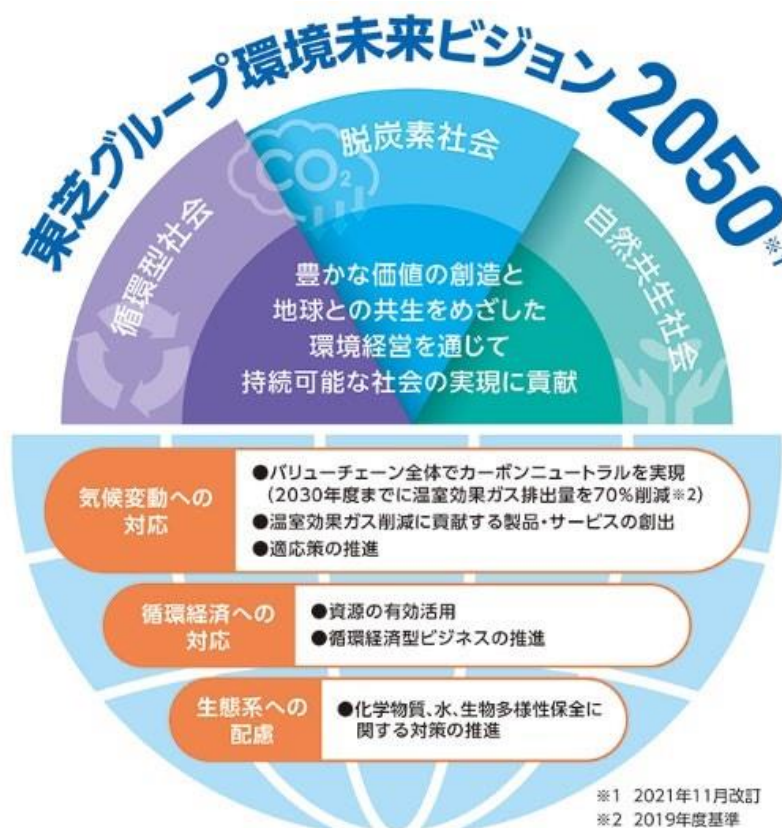 東芝グループ環境未来ビジョン2050※1
循環型社会
脱炭素社会
CO2
自然共生社会
豊かな価値の創造と
地球との共生をめざした
環境経営を通じて
持続可能な社会の実現に貢献
気候変動への
対応
●バリューチェーン全体でカーボンニュートラルを実現
(2030年度までに温室効果ガス排出量を70%削減※2)
●温室効果ガス削減に貢献する製品・サービスの創出
●適応策の推進
循環経済への
対応
●資源の有効活用
●循環経済型ビジネスの推進
生態系への
配慮
●化学物質、水、生物多様性保全に
関する対策の推進
※1 2021年11月改訂
※2 2019年度基準